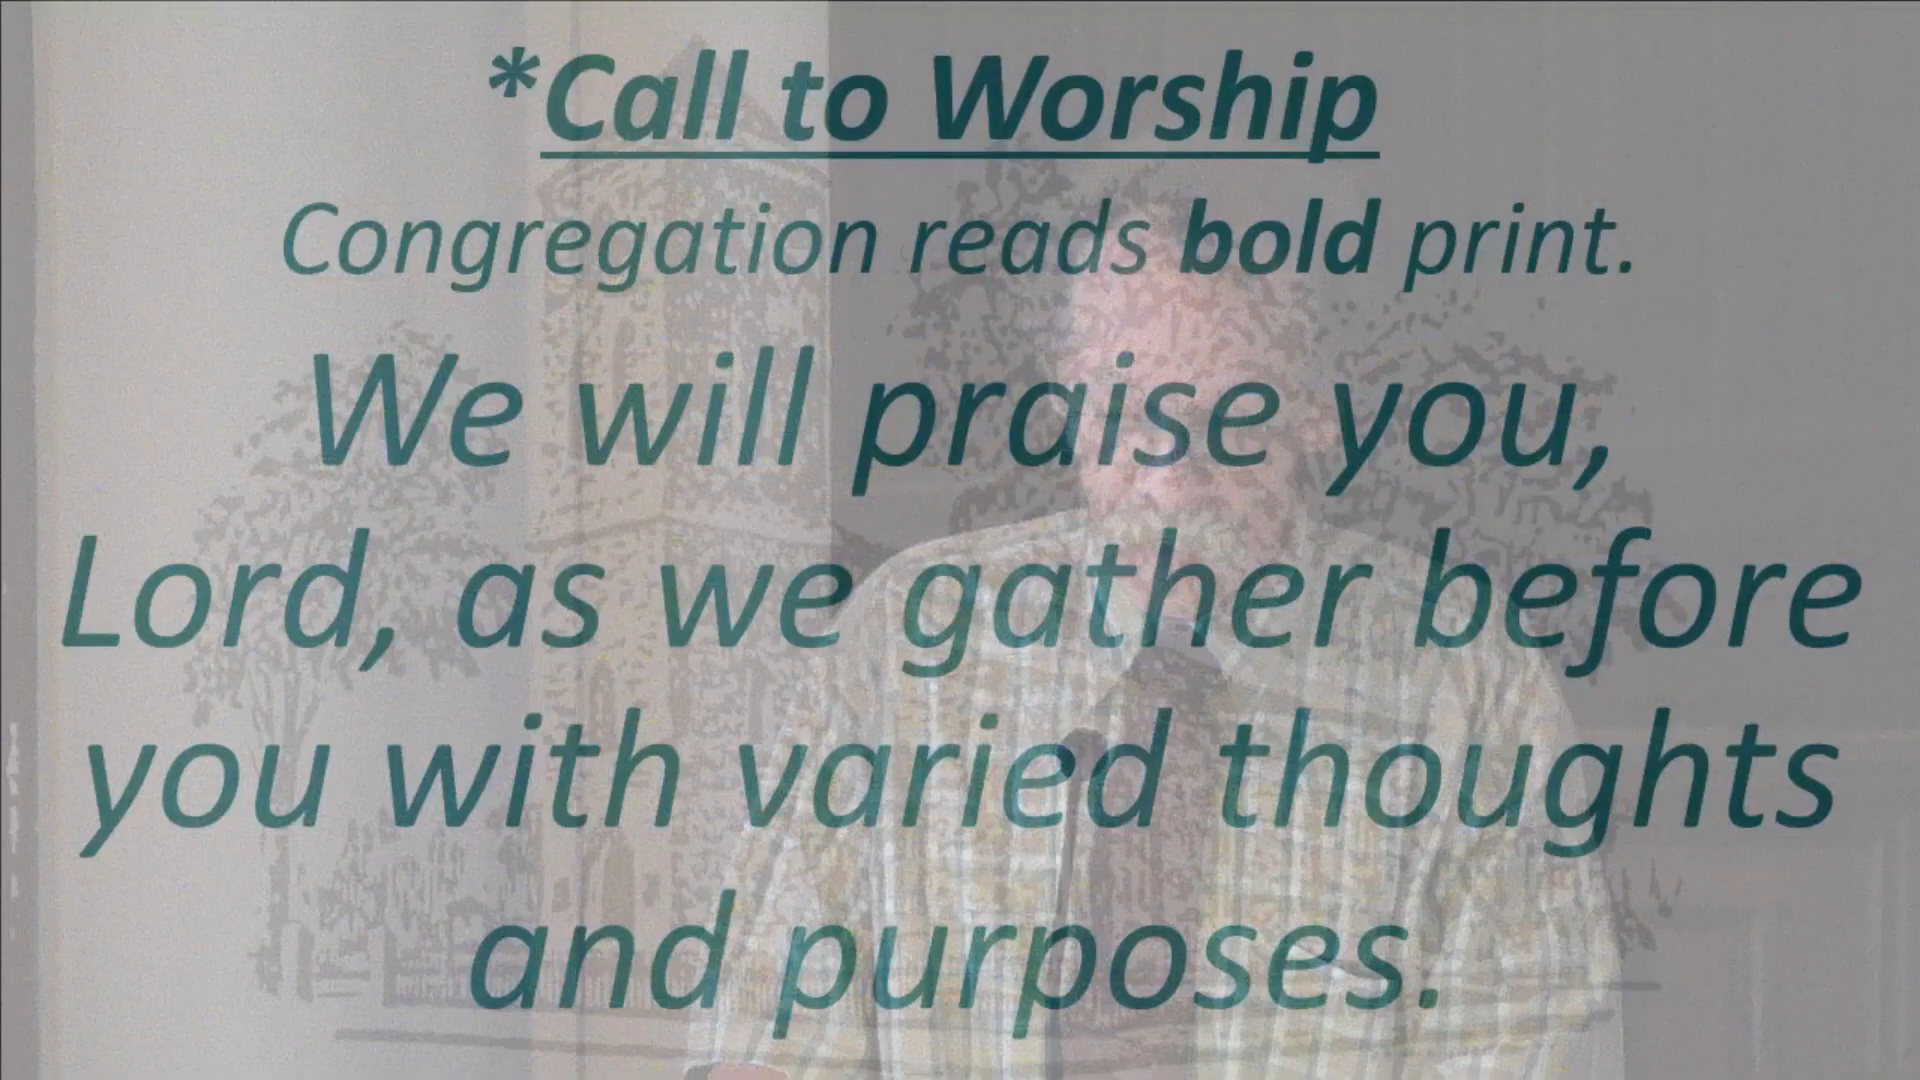 *Call to Worship
Congregation reads bold print.
We will praise you,
Lord, as we gather before
you with varied thoughts
and purposes.